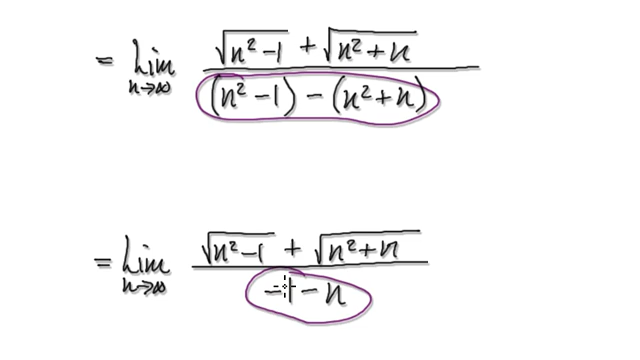 = lim n→∞ (√(n²-1) + √(n²+n)) / ((n²-1) - (n²+n))
= lim n→∞ (√(n²-1) + √(n²+n)) / (-1-n)